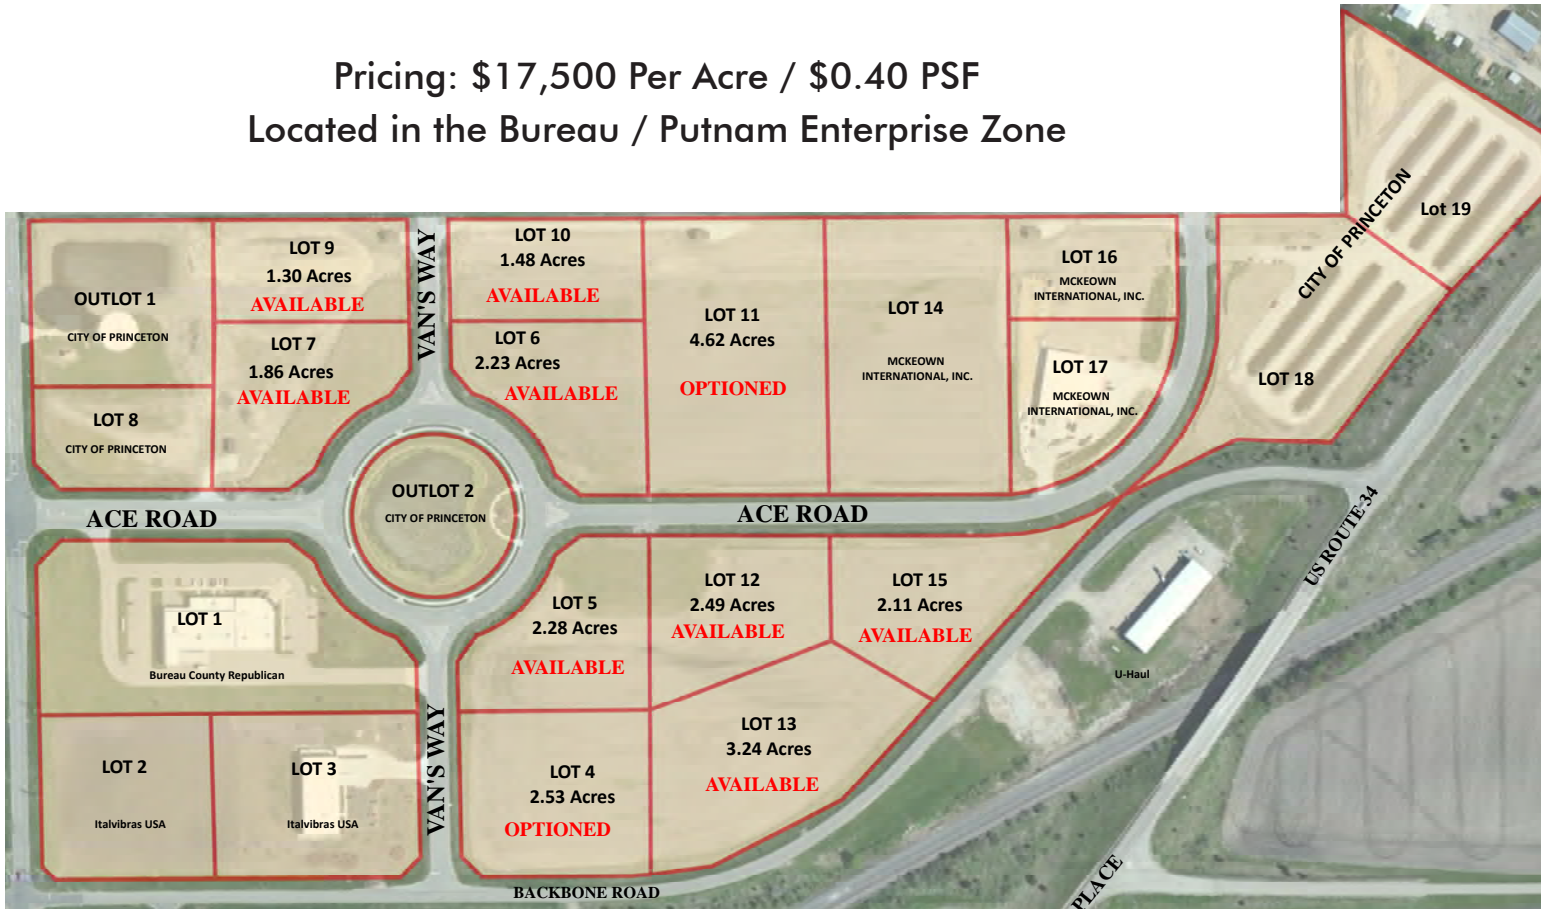 Pricing: $17,500 Per Acre / $0.40 PSF
Located in the Bureau / Putnam Enterprise Zone
OUTLOT 1
CITY OF PRINCETON
LOT 8
CITY OF PRINCETON
LOT 9
1.30 Acres
AVAILABLE
LOT 7
1.86 Acres
AVAILABLE
VAN'S WAY
LOT 10
1.48 Acres
AVAILABLE
LOT 6
2.23 Acres
AVAILABLE
LOT 11
4.62 Acres
OPTIONED
LOT 14
MCKEOWN
INTERNATIONAL, INC.
LOT 16
MCKEOWN
INTERNATIONAL, INC.
LOT 17
MCKEOWN
INTERNATIONAL, INC.
CITY OF PRINCETON
Lot 19
LOT 18
OUTLOT 2
CITY OF PRINCETON
ACE ROAD
ACE ROAD
US ROUTE 34
LOT 1
Bureau County Republican
LOT 2
Italvibras USA
LOT 3
Italvibras USA
VAN'S WAY
LOT 5
2.28 Acres
AVAILABLE
LOT 12
2.49 Acres
AVAILABLE
LOT 15
2.11 Acres
AVAILABLE
LOT 4
2.53 Acres
OPTIONED
LOT 13
3.24 Acres
AVAILABLE
U-Haul
BACKBONE ROAD
PLACE